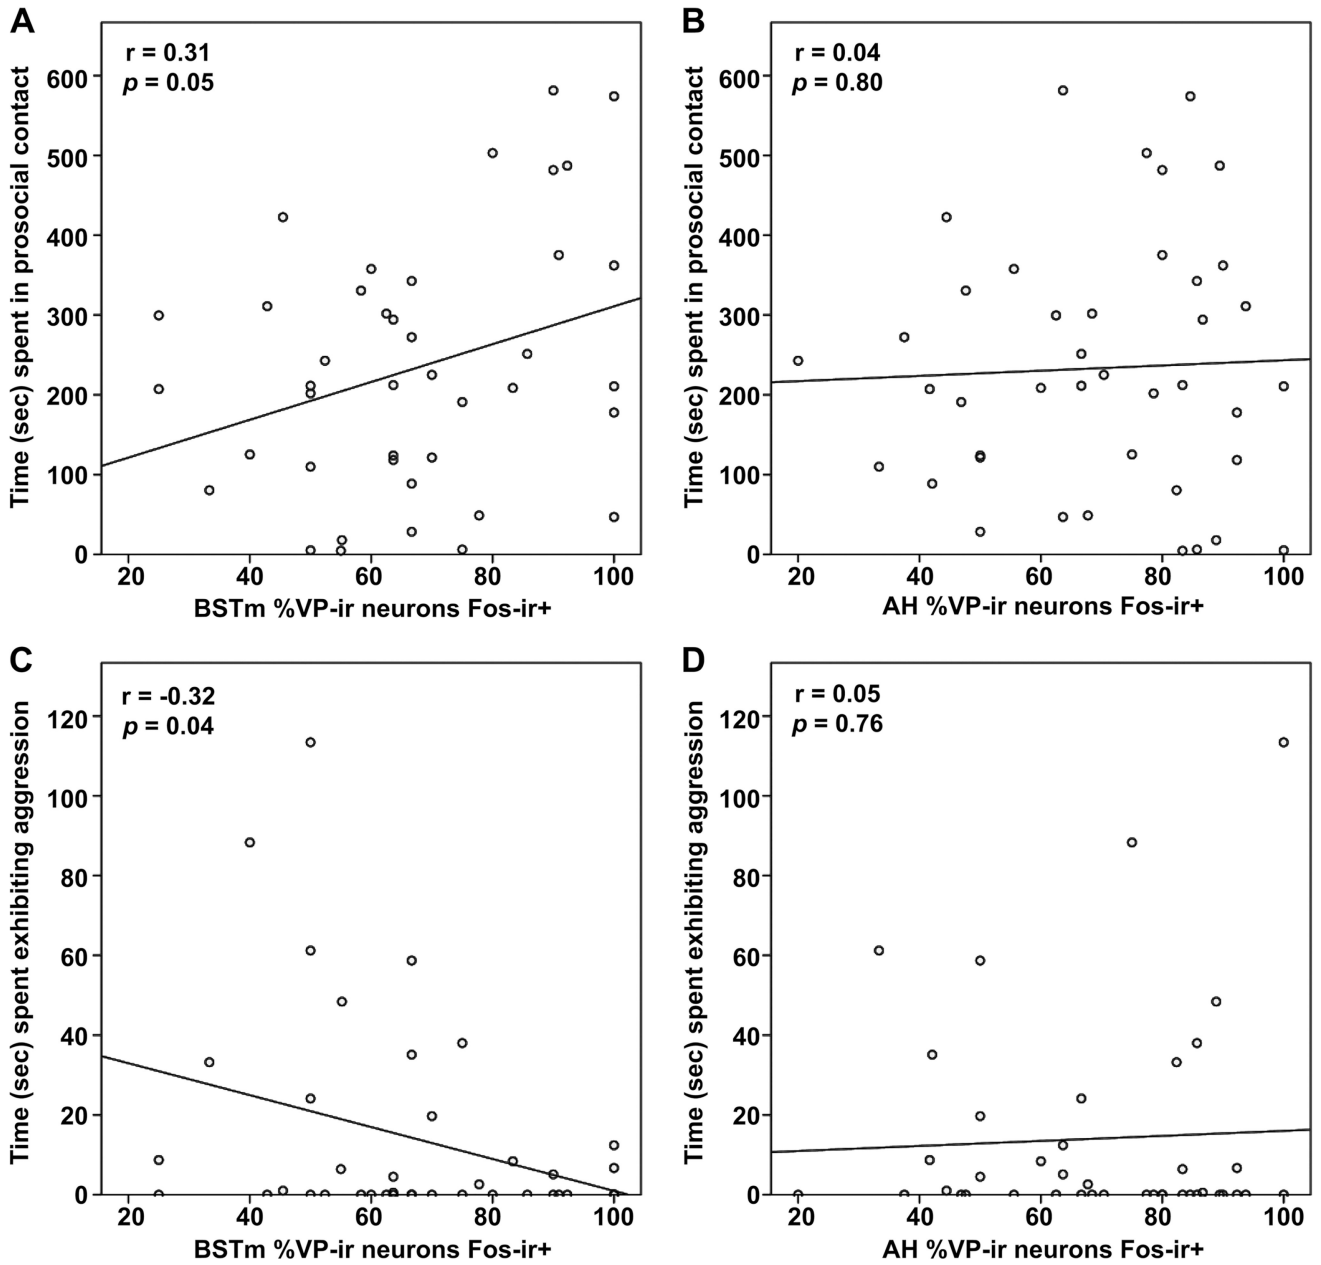 A
r = 0.31
p = 0.05
Time (sec) spent in prosocial contact
600
500
400
300
200
100
0
20 40 60 80 100
BSTm %VP-ir neurons Fos-ir+
B
r = 0.04
p = 0.80
Time (sec) spent in prosocial contact
600
500
400
300
200
100
0
20 40 60 80 100
AH %VP-ir neurons Fos-ir+
C
r = -0.32
p = 0.04
Time (sec) spent exhibiting aggression
120
100
80
60
40
20
0
20 40 60 80 100
BSTm %VP-ir neurons Fos-ir+
D
r = 0.05
p = 0.76
Time (sec) spent exhibiting aggression
120
100
80
60
40
20
0
20 40 60 80 100
AH %VP-ir neurons Fos-ir+